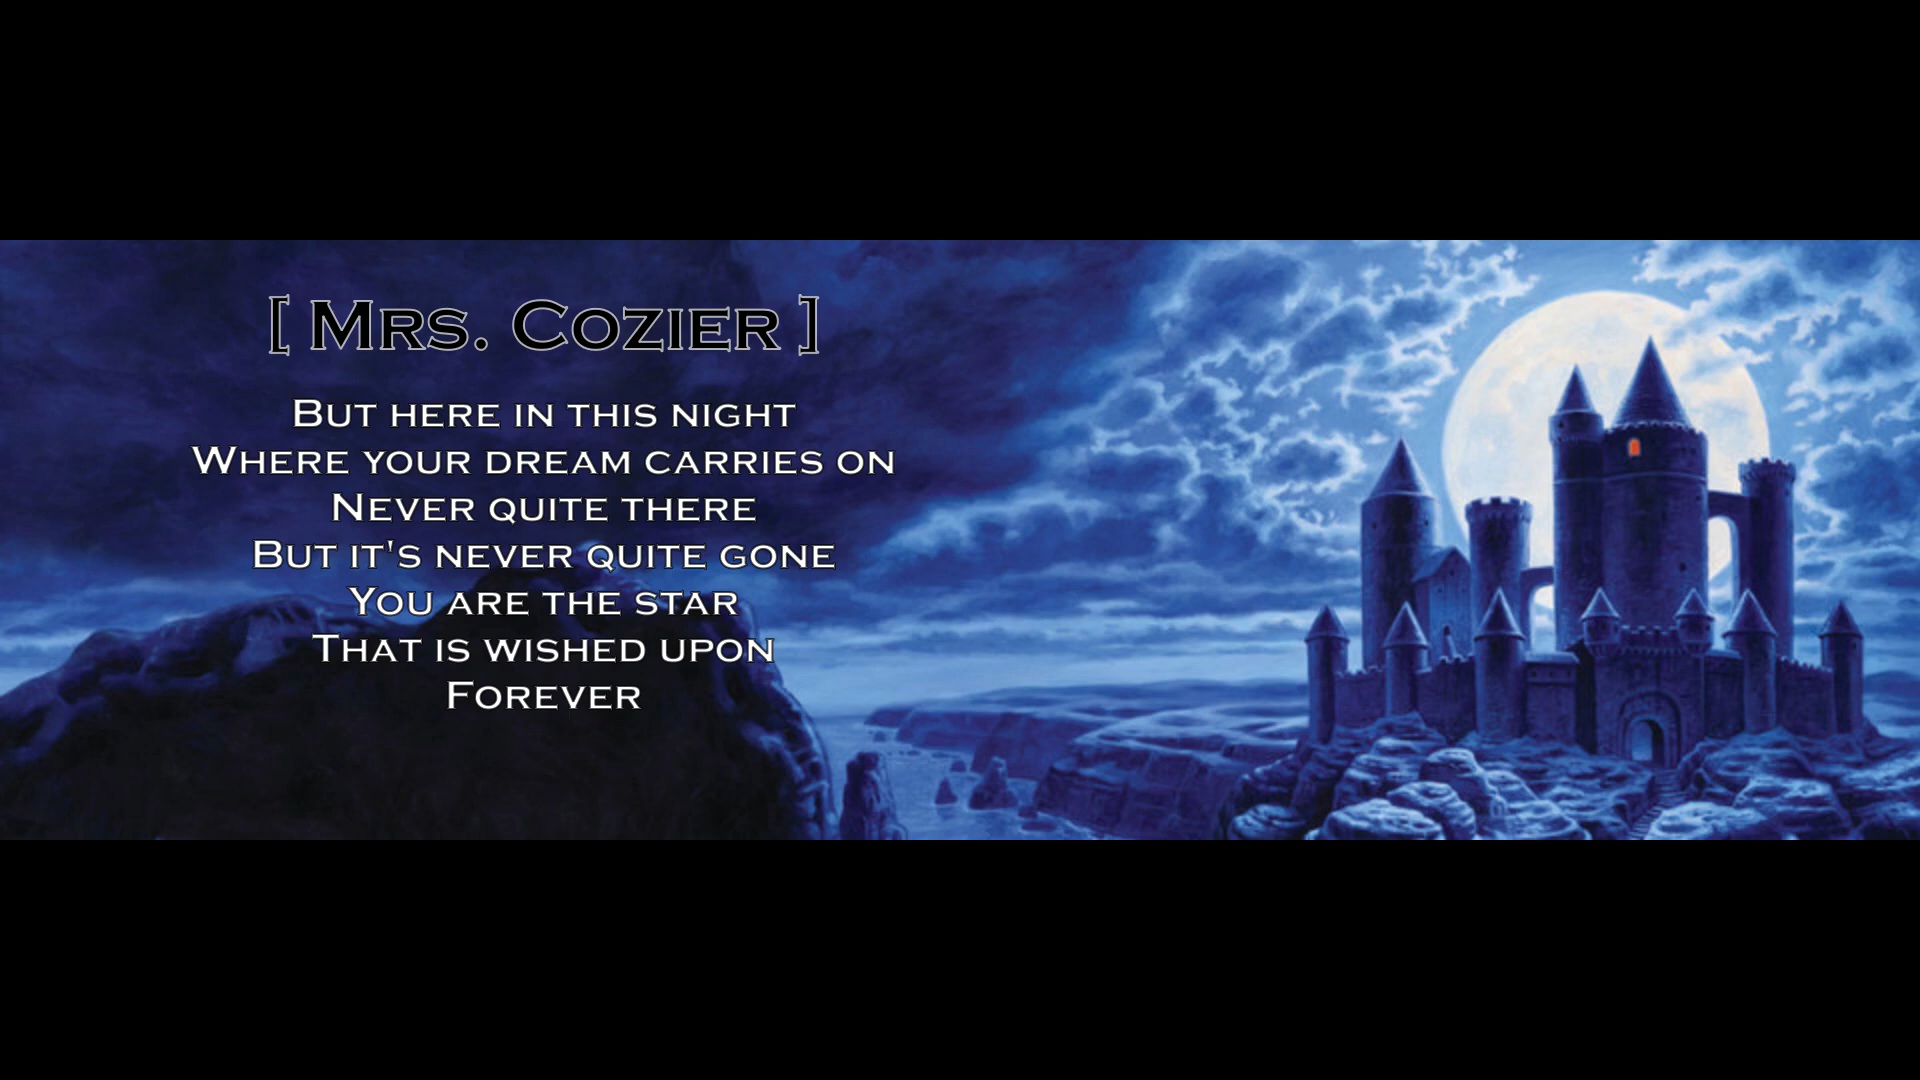 [ Mrs. Cozier ]
But here in this night
Where your dream carries on
Never quite there
But it's never quite gone
You are the star
That is wished upon
Forever